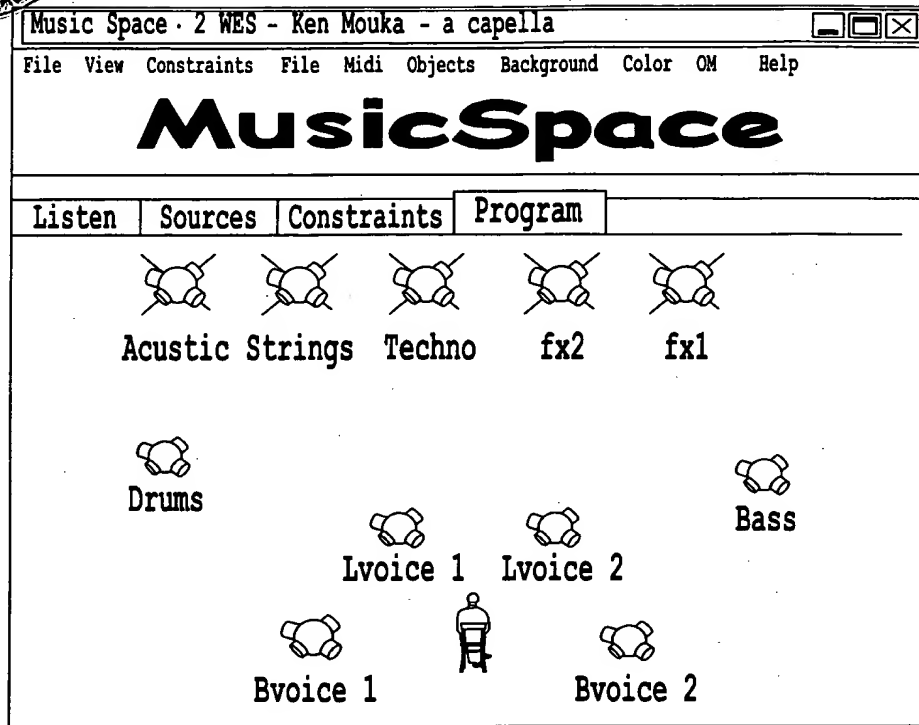 Music Space · 2 WES - Ken Mouka - a capella
File View Constraints File Midi Objects Background Color OM Help
MusicSpace
Listen Sources Constraints Program
Acustic Strings Techno fx2 fx1
Drums
Bass
Lvoice 1 Lvoice 2
Bvoice 1 Bvoice 2